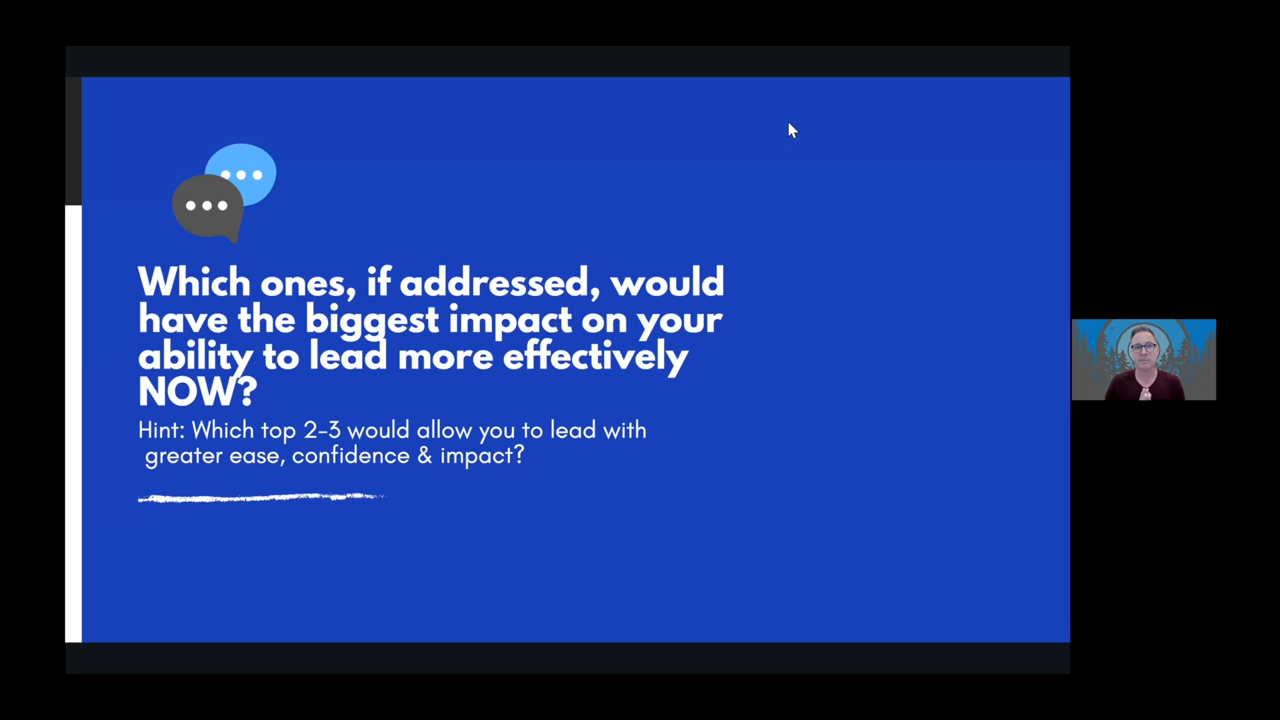 Which ones, if addressed, would
have the biggest impact on your
ability to lead more effectively
NOW?
Hint: Which top 2-3 would allow you to lead with
greater ease, confidence & impact?